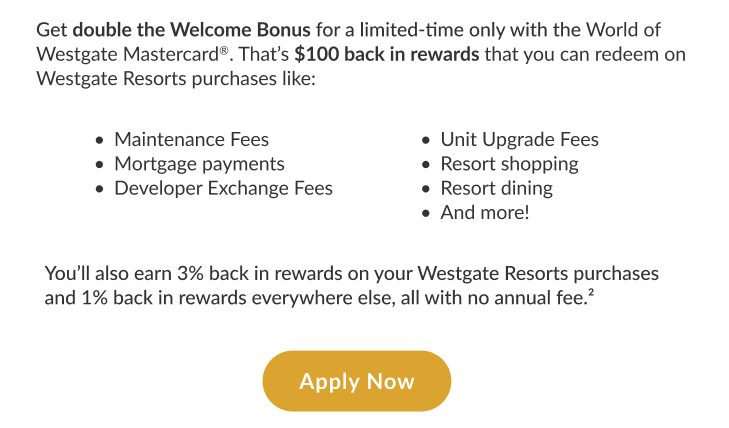 Get double the Welcome Bonus for a limited-time only with the World of
Westgate Mastercard®. That’s $100 back in rewards that you can redeem on
Westgate Resorts purchases like:
• Maintenance Fees
• Mortgage payments
• Developer Exchange Fees
• Unit Upgrade Fees
• Resort shopping
• Resort dining
• And more!
You’ll also earn 3% back in rewards on your Westgate Resorts purchases
and 1% back in rewards everywhere else, all with no annual fee.²
Apply Now